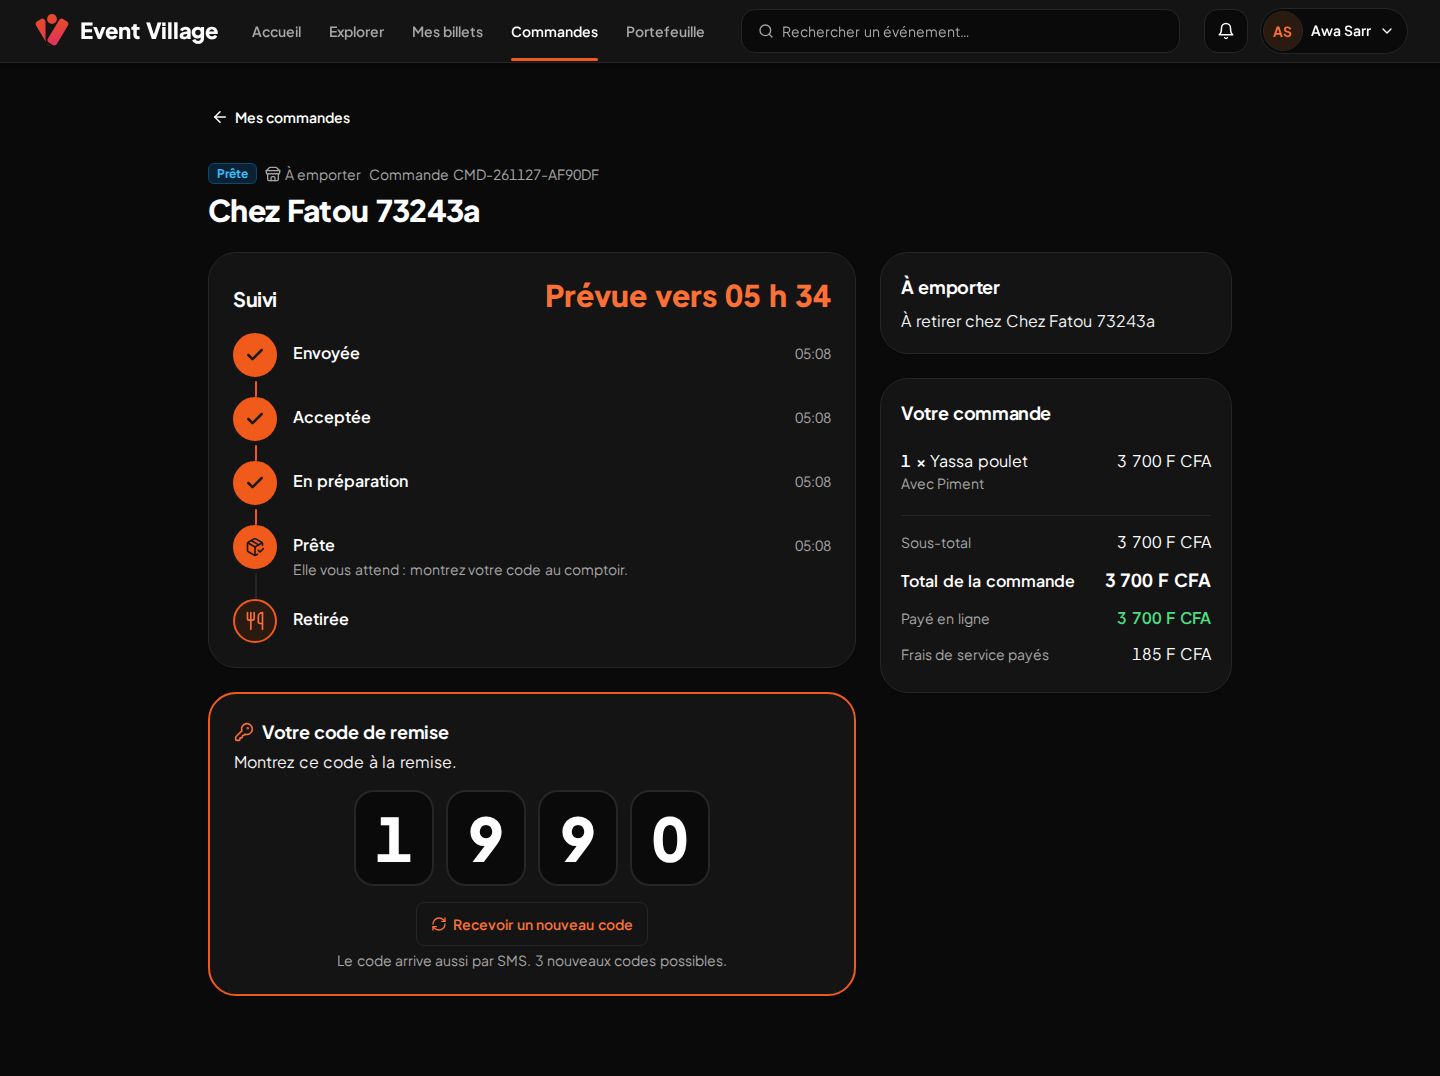 Event Village
Accueil
Explorer
Mes billets
Commandes
Portefeuille
Rechercher un événement...
AS
Awa Sarr
Mes commandes
Prête
À emporter
Commande CMD-261127-AF90DF
Chez Fatou 73243a
Suivi
Prévue vers 05 h 34
Envoyée
05:08
Acceptée
05:08
En préparation
05:08
Prête
05:08
Elle vous attend : montrez votre code au comptoir.
Retirée
Votre code de remise
Montrez ce code à la remise.
1 9 9 0
Recevoir un nouveau code
Le code arrive aussi par SMS. 3 nouveaux codes possibles.
À emporter
À retirer chez Chez Fatou 73243a
Votre commande
1 × Yassa poulet 3 700 F CFA
Avec Piment
Sous-total 3 700 F CFA
Total de la commande 3 700 F CFA
Payé en ligne 3 700 F CFA
Frais de service payés 185 F CFA